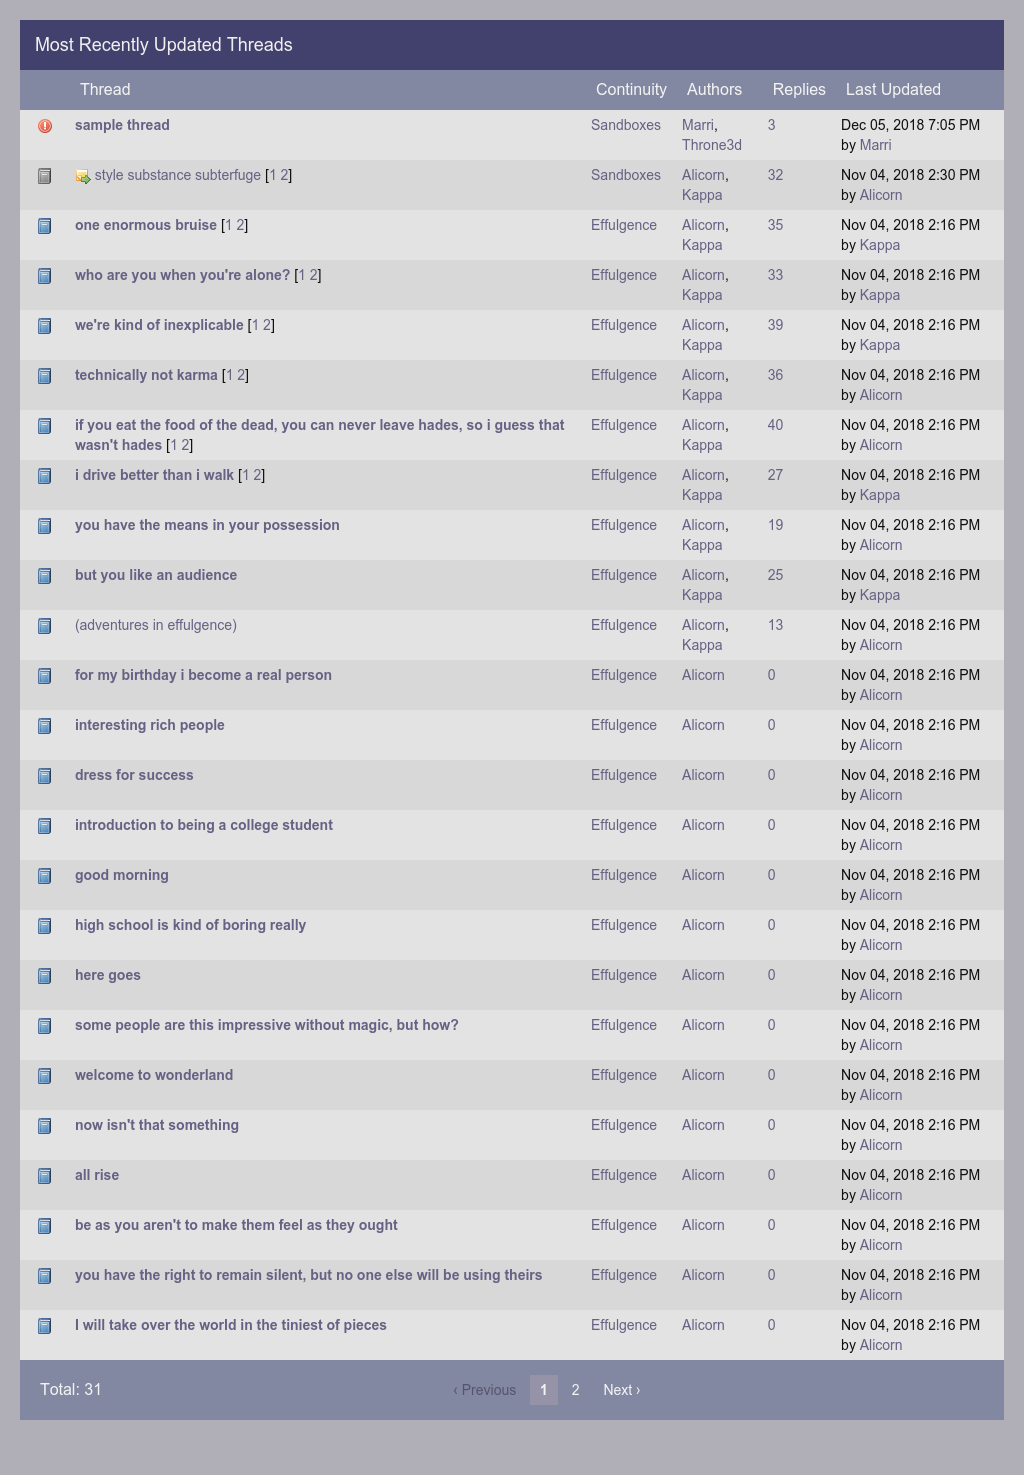 Most Recently Updated Threads
Thread Continuity Authors Replies Last Updated
sample thread Sandboxes Marri, 3 Dec 05, 2018 7:05 PM
Throne3d by Marri
style substance subterfuge [1 2] Sandboxes Alicorn, 32 Nov 04, 2018 2:30 PM
Kappa by Alicorn
one enormous bruise [1 2] Effulgence Alicorn, 35 Nov 04, 2018 2:16 PM
Kappa by Kappa
who are you when you're alone? [1 2] Effulgence Alicorn, 33 Nov 04, 2018 2:16 PM
Kappa by Kappa
we're kind of inexplicable [1 2] Effulgence Alicorn, 39 Nov 04, 2018 2:16 PM
Kappa by Kappa
technically not karma [1 2] Effulgence Alicorn, 36 Nov 04, 2018 2:16 PM
Kappa by Alicorn
if you eat the food of the dead, you can never leave hades, so i guess that Effulgence Alicorn, 40 Nov 04, 2018 2:16 PM
wasn't hades [1 2] Kappa by Alicorn
i drive better than i walk [1 2] Effulgence Alicorn, 27 Nov 04, 2018 2:16 PM
Kappa by Kappa
you have the means in your possession Effulgence Alicorn, 19 Nov 04, 2018 2:16 PM
Kappa by Alicorn
but you like an audience Effulgence Alicorn, 25 Nov 04, 2018 2:16 PM
Kappa by Kappa
(adventures in effulgence) Effulgence Alicorn, 13 Nov 04, 2018 2:16 PM
Kappa by Alicorn
for my birthday i become a real person Effulgence Alicorn 0 Nov 04, 2018 2:16 PM
by Alicorn
interesting rich people Effulgence Alicorn 0 Nov 04, 2018 2:16 PM
by Alicorn
dress for success Effulgence Alicorn 0 Nov 04, 2018 2:16 PM
by Alicorn
introduction to being a college student Effulgence Alicorn 0 Nov 04, 2018 2:16 PM
by Alicorn
good morning Effulgence Alicorn 0 Nov 04, 2018 2:16 PM
by Alicorn
high school is kind of boring really Effulgence Alicorn 0 Nov 04, 2018 2:16 PM
by Alicorn
here goes Effulgence Alicorn 0 Nov 04, 2018 2:16 PM
by Alicorn
some people are this impressive without magic, but how? Effulgence Alicorn 0 Nov 04, 2018 2:16 PM
by Alicorn
welcome to wonderland Effulgence Alicorn 0 Nov 04, 2018 2:16 PM
by Alicorn
now isn't that something Effulgence Alicorn 0 Nov 04, 2018 2:16 PM
by Alicorn
all rise Effulgence Alicorn 0 Nov 04, 2018 2:16 PM
by Alicorn
be as you aren't to make them feel as they ought Effulgence Alicorn 0 Nov 04, 2018 2:16 PM
by Alicorn
you have the right to remain silent, but no one else will be using theirs Effulgence Alicorn 0 Nov 04, 2018 2:16 PM
by Alicorn
I will take over the world in the tiniest of pieces Effulgence Alicorn 0 Nov 04, 2018 2:16 PM
by Alicorn
Total: 31 ‹ Previous 1 2 Next ›